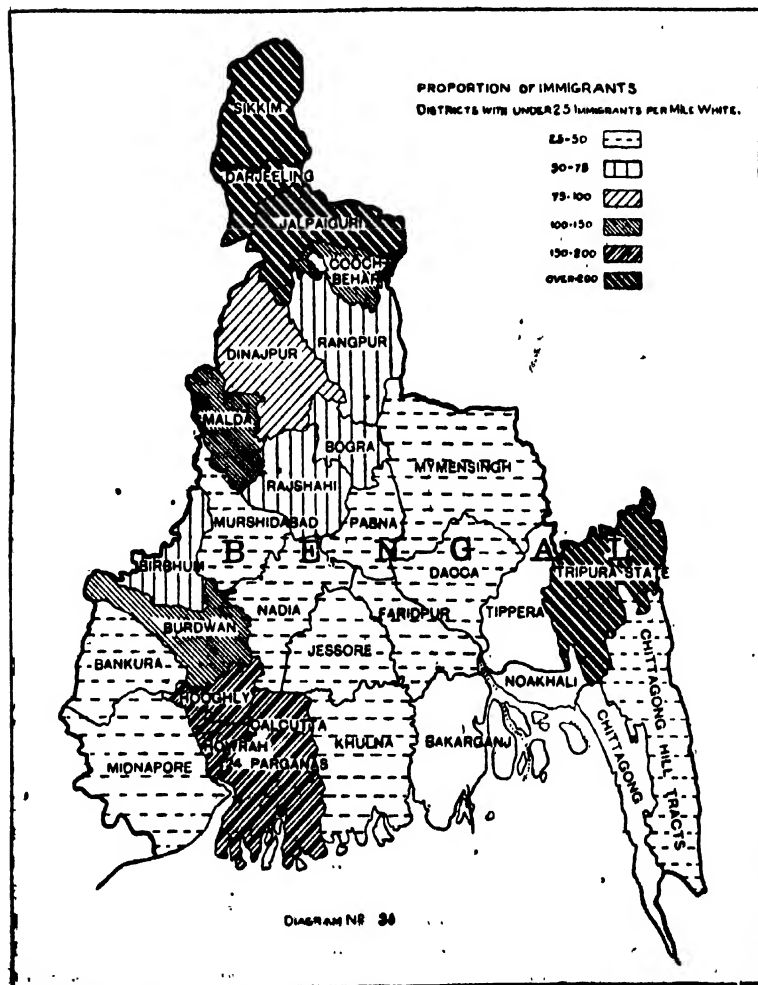 PROPORTION OF IMMIGRANTS
DISTRICTS WITH UNDER 25 IMMIGRANTS PER MILE WHITE.
25-50
50-75
75-100
100-150
150-200
OVER-200
SIKKIM
DARJEELING
JALPAIGURI
COOCH
BEHAR
RANGPUR
DINAJPUR
MALDA
BOGRA
MYMENSINGH
RAJSHAHI
MURSHIDABAD
PABNA
BENGAL
BIRBHUM
DACCA
TRIPURA STATE
NADIA
FARIDPUR
TIPPERA
BURDWAN
JESSORE
BANKURA
NOAKHALI
HOOGHLY
CALCUTTA
KHULNA
BAKARGANJ
HOWRAH
24 PARGANAS
MIDNAPORE
CHITTAGONG
CHITTAGONG HILL TRACTS
DIAGRAM NO